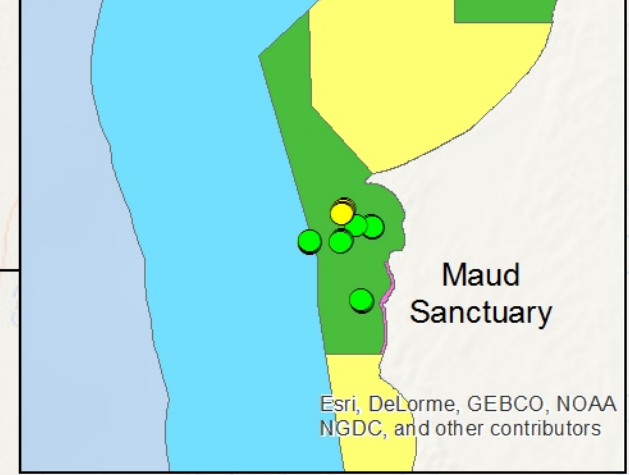 Maud
Sanctuary
Esri, DeLorme, GEBCO, NOAA
NGDC, and other contributors